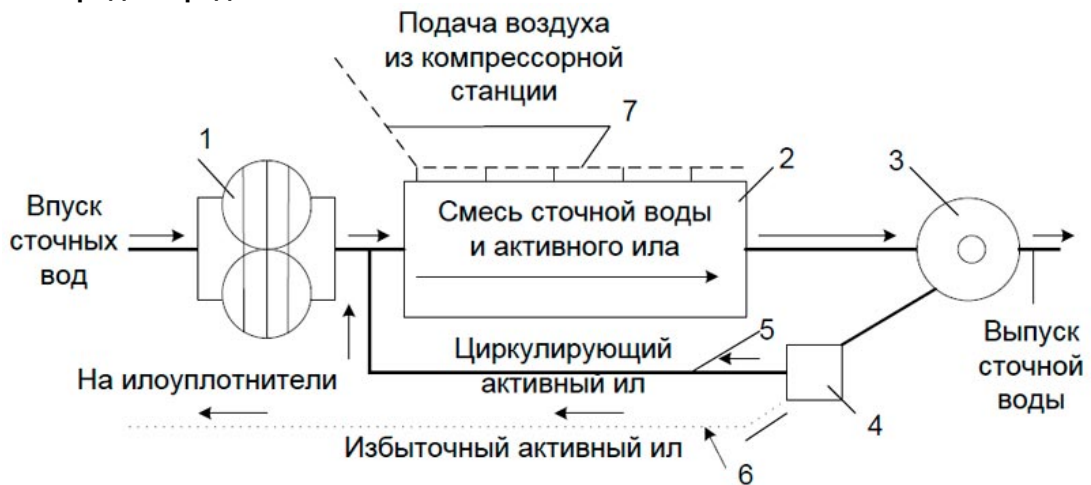 Подача воздуха
из компрессорной
станции
7
1
2
3
Впуск
сточных
вод
Смесь сточной воды
и активного ила
5
Циркулирующий
активный ил
На илоуплотнители
Выпуск
сточной
воды
4
Избыточный активный ил
6